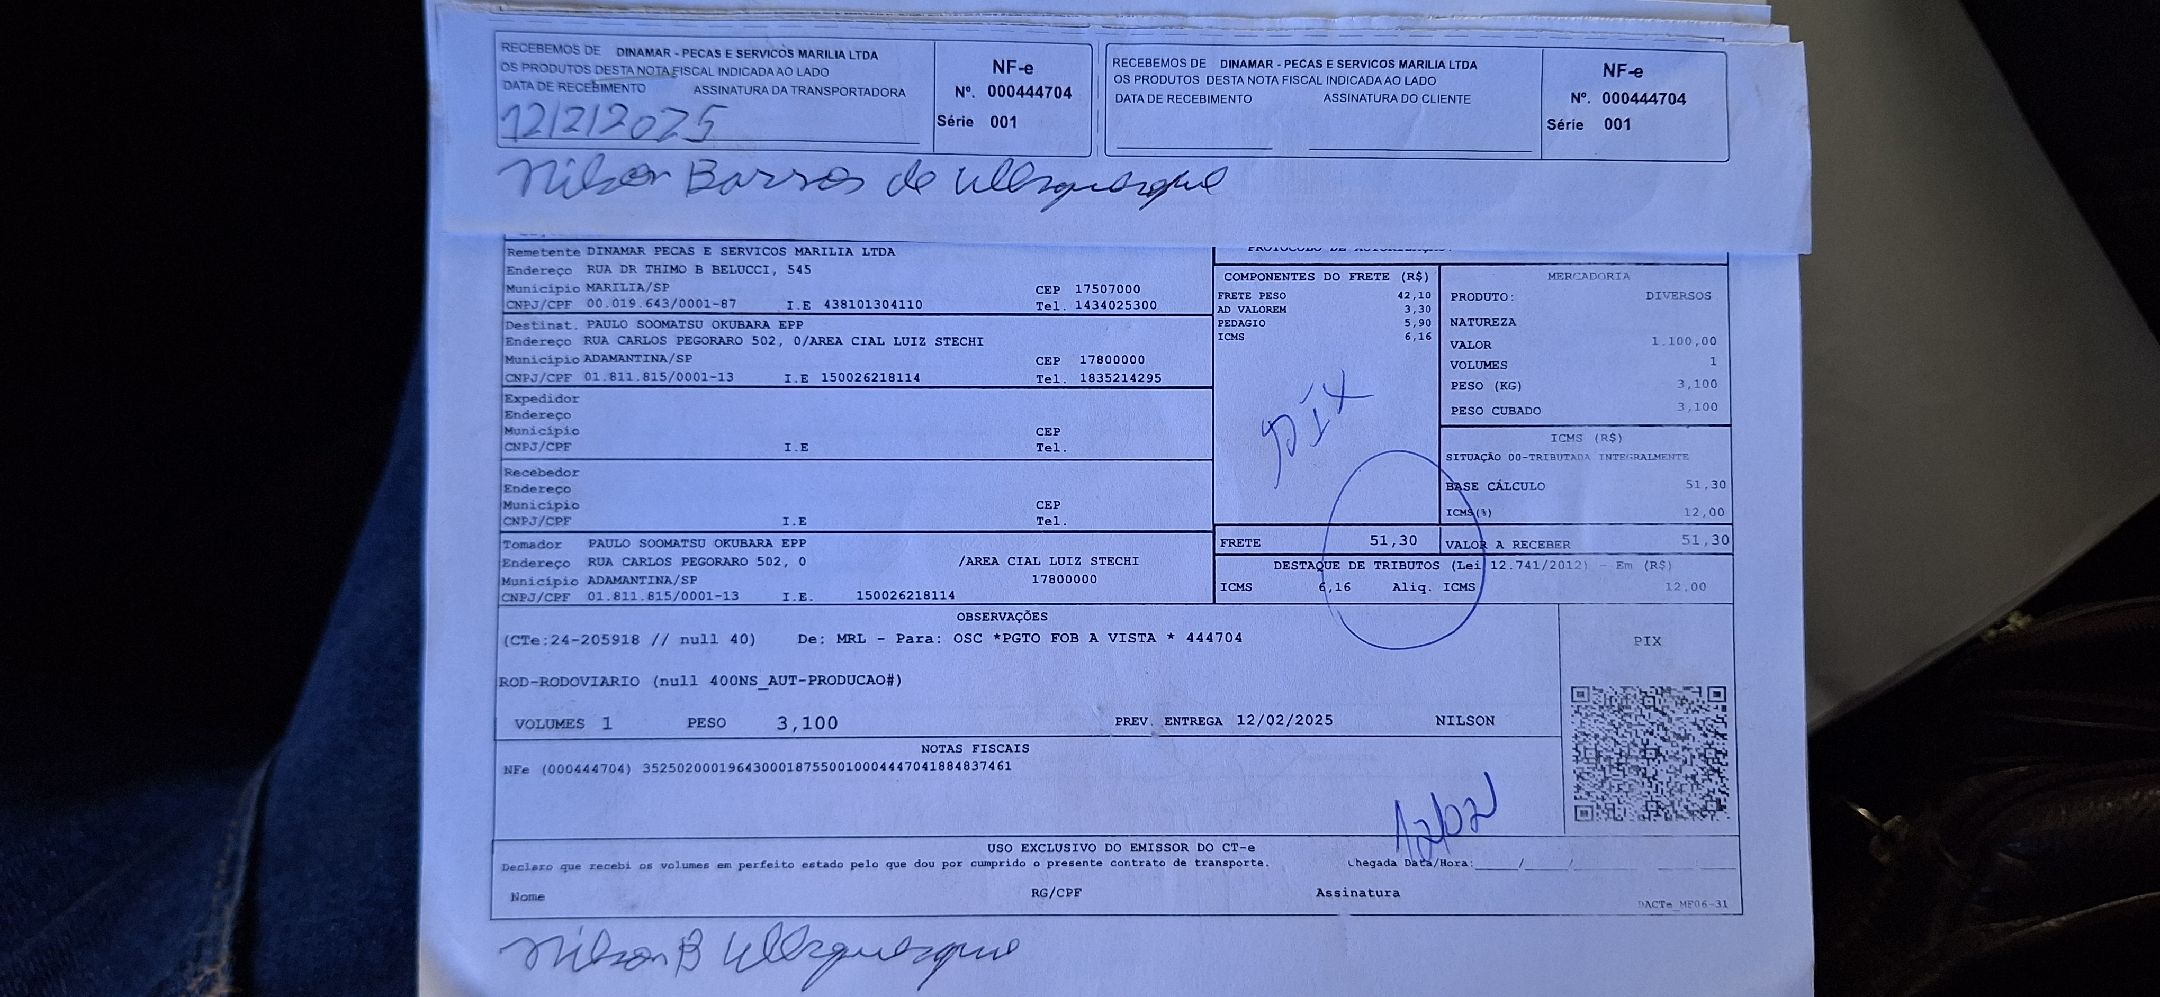 RECEBEMOS DE DINAMAR - PECAS E SERVICOS MARILIA LTDA
OS PRODUTOS DESTA NOTA FISCAL INDICADA AO LADO
DATA DE RECEBIMENTO ASSINATURA DA TRANSPORTADORA
12/2/2025
NF-e
Nº. 000444704
Série 001
RECEBEMOS DE DINAMAR - PECAS E SERVICOS MARILIA LTDA
OS PRODUTOS DESTA NOTA FISCAL INDICADA AO LADO
DATA DE RECEBIMENTO ASSINATURA DO CLIENTE
NF-e
Nº. 000444704
Série 001
Nilson Barros de
Remetente DINAMAR PECAS E SERVICOS MARILIA LTDA
Endereço RUA DR THIMO B BELUCCI, 545
Município MARILIA/SP CEP 17507000
CNPJ/CPF 00.019.643/0001-87 I.E 438101304110 Tel. 1434025300
Destinat. PAULO SOOMATSU OKUBARA EPP
Endereço RUA CARLOS PEGORARO 502, 0/AREA CIAL LUIZ STECHI
Município ADAMANTINA/SP CEP 17800000
CNPJ/CPF 01.811.815/0001-13 I.E 150026218114 Tel. 1835214295
Expedidor
Endereço
Município CEP
CNPJ/CPF I.E Tel.
Recebedor
Endereço
Município CEP
CNPJ/CPF I.E Tel.
Tomador PAULO SOOMATSU OKUBARA EPP
Endereço RUA CARLOS PEGORARO 502, 0 /AREA CIAL LUIZ STECHI
Município ADAMANTINA/SP 17800000
CNPJ/CPF 01.811.815/0001-13 I.E. 150026218114
COMPONENTES DO FRETE (R$)
FRETE PESO 42,10
AD VALOREM 3,30
PEDAGIO 5,90
ICMS 6,16
PIX
FRETE 51,30
MERCADORIA
PRODUTO: DIVERSOS
NATUREZA
VALOR 1.100,00
VOLUMES 1
PESO (KG) 3,100
PESO CUBADO 3,100
ICMS (R$)
SITUAÇÃO 00-TRIBUTADA INTEGRALMENTE
BASE CÁLCULO 51,30
ICMS(%) 12,00
VALOR A RECEBER 51,30
DESTAQUE DE TRIBUTOS (Lei 12.741/2012) - Em (R$)
ICMS 6,16 Aliq. ICMS 12,00
OBSERVAÇÕES
(CTe:24-205918 // null 40) De: MRL - Para: OSC *PGTO FOB A VISTA * 444704
ROD-RODOVIARIO (null 400NS_AUT-PRODUCAO#)
PIX
VOLUMES 1 PESO 3,100 PREV. ENTREGA 12/02/2025 NILSON
NOTAS FISCAIS
NFe (000444704) 35250200019643000187550010004447041884837461
12/02
USO EXCLUSIVO DO EMISSOR DO CT-e
Declaro que recebi os volumes em perfeito estado pelo que dou por cumprido o presente contrato de transporte. Chegada Data/Hora:____/____/____
Nome RG/CPF Assinatura
DACTe_MF06-31
Nilson B